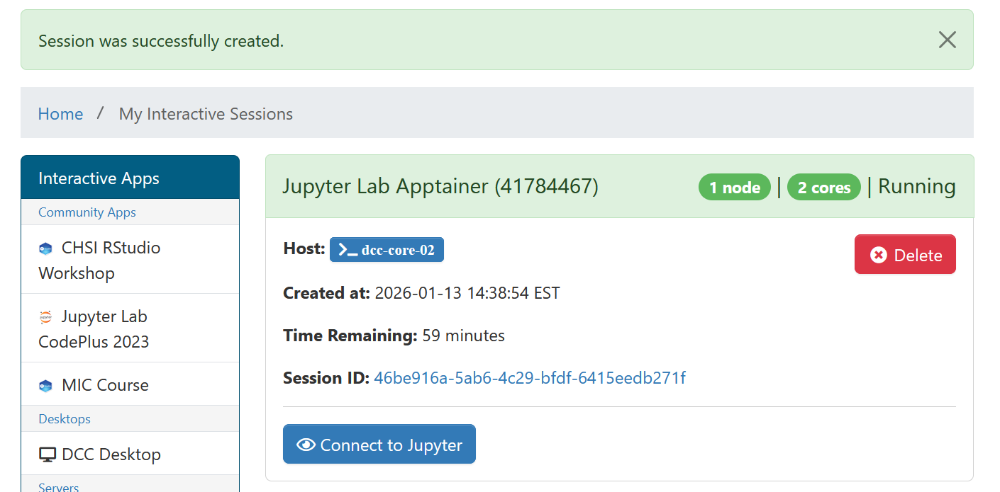 Session was successfully created.
Home / My Interactive Sessions
Interactive Apps
Community Apps
CHSI RStudio
Workshop
Jupyter Lab
CodePlus 2023
MIC Course
Desktops
DCC Desktop
Servers
Jupyter Lab Apptainer (41784467)
1 node | 2 cores | Running
Host: >_ dcc-core-02
Delete
Created at: 2026-01-13 14:38:54 EST
Time Remaining: 59 minutes
Session ID: 46be916a-5ab6-4c29-bfdf-6415eedb271f
Connect to Jupyter